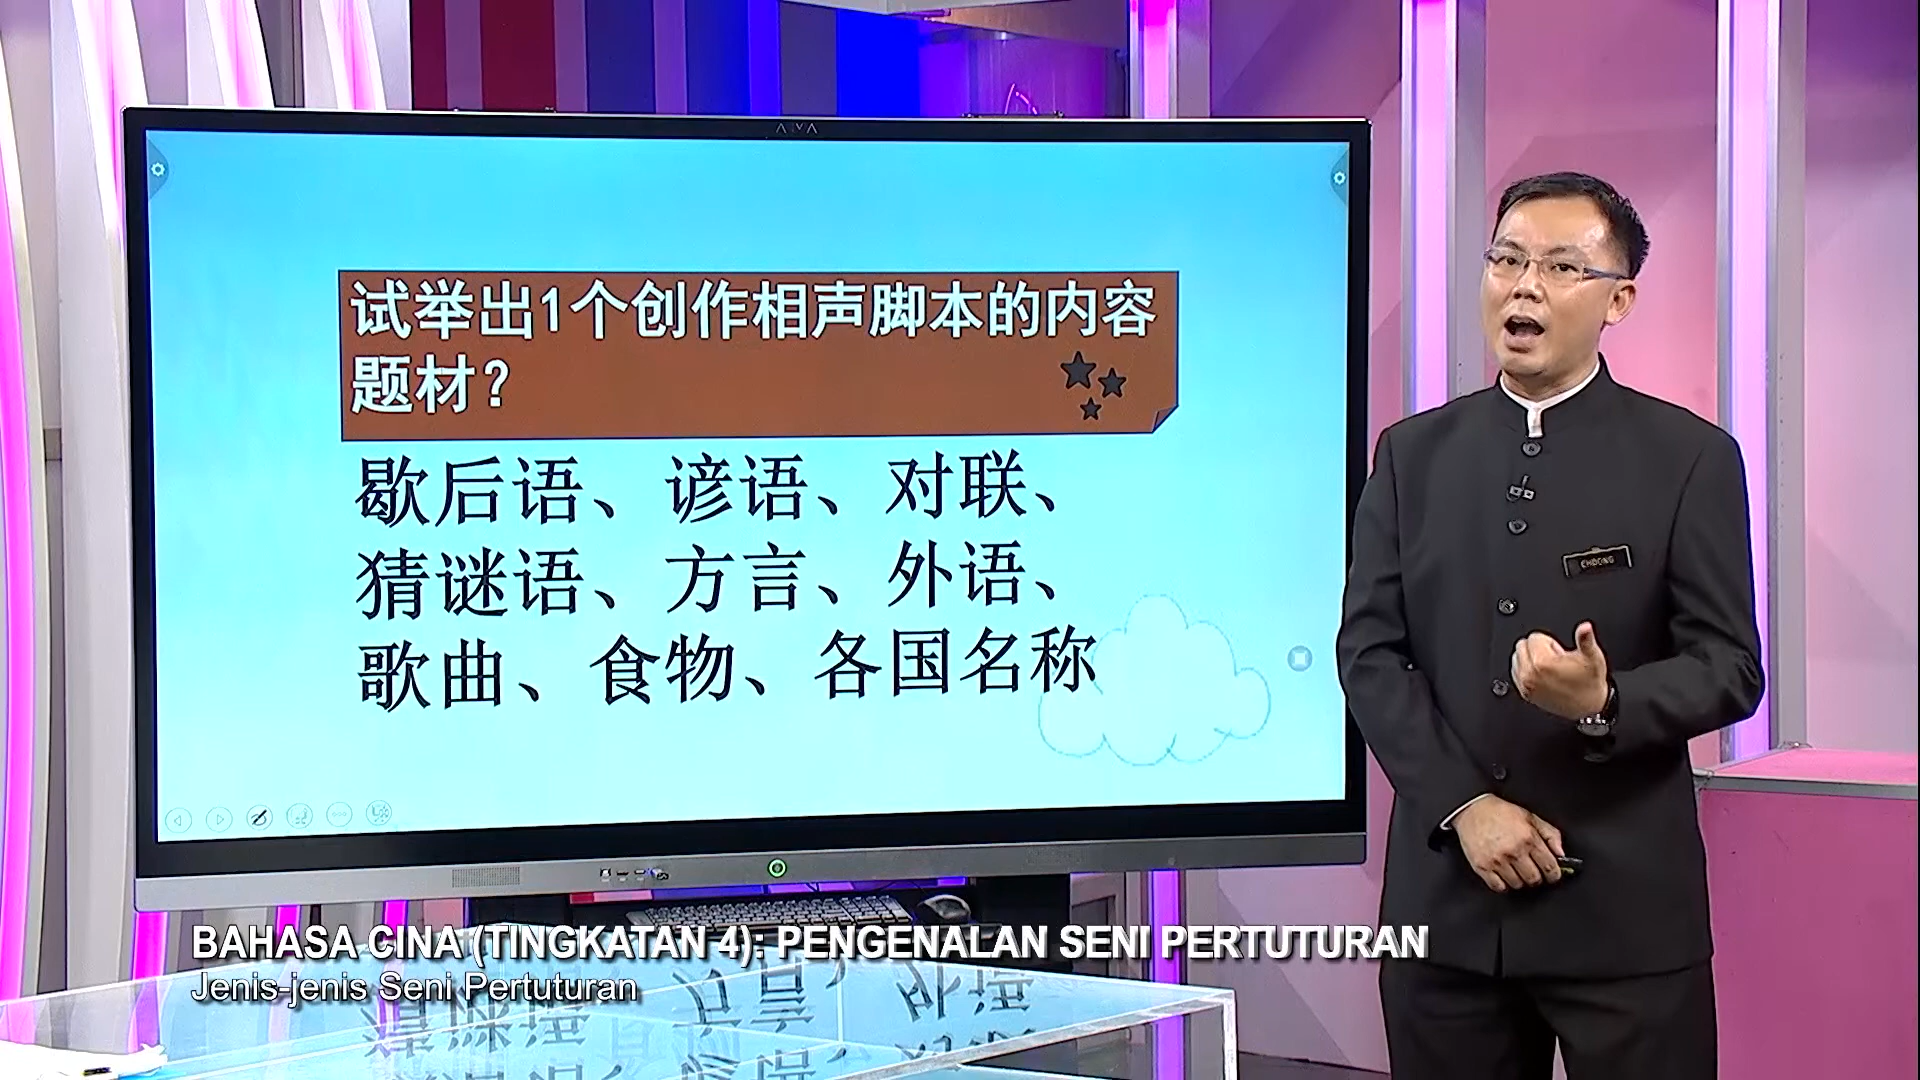 试举出1个创作相声脚本的内容
题材？
歇后语、谚语、对联、
猜谜语、方言、外语、
歌曲、食物、各国名称
CHOONG
BAHASA CINA (TINGKATAN 4): PENGENALAN SENI PERTUTURAN
Jenis-jenis Seni Pertuturan